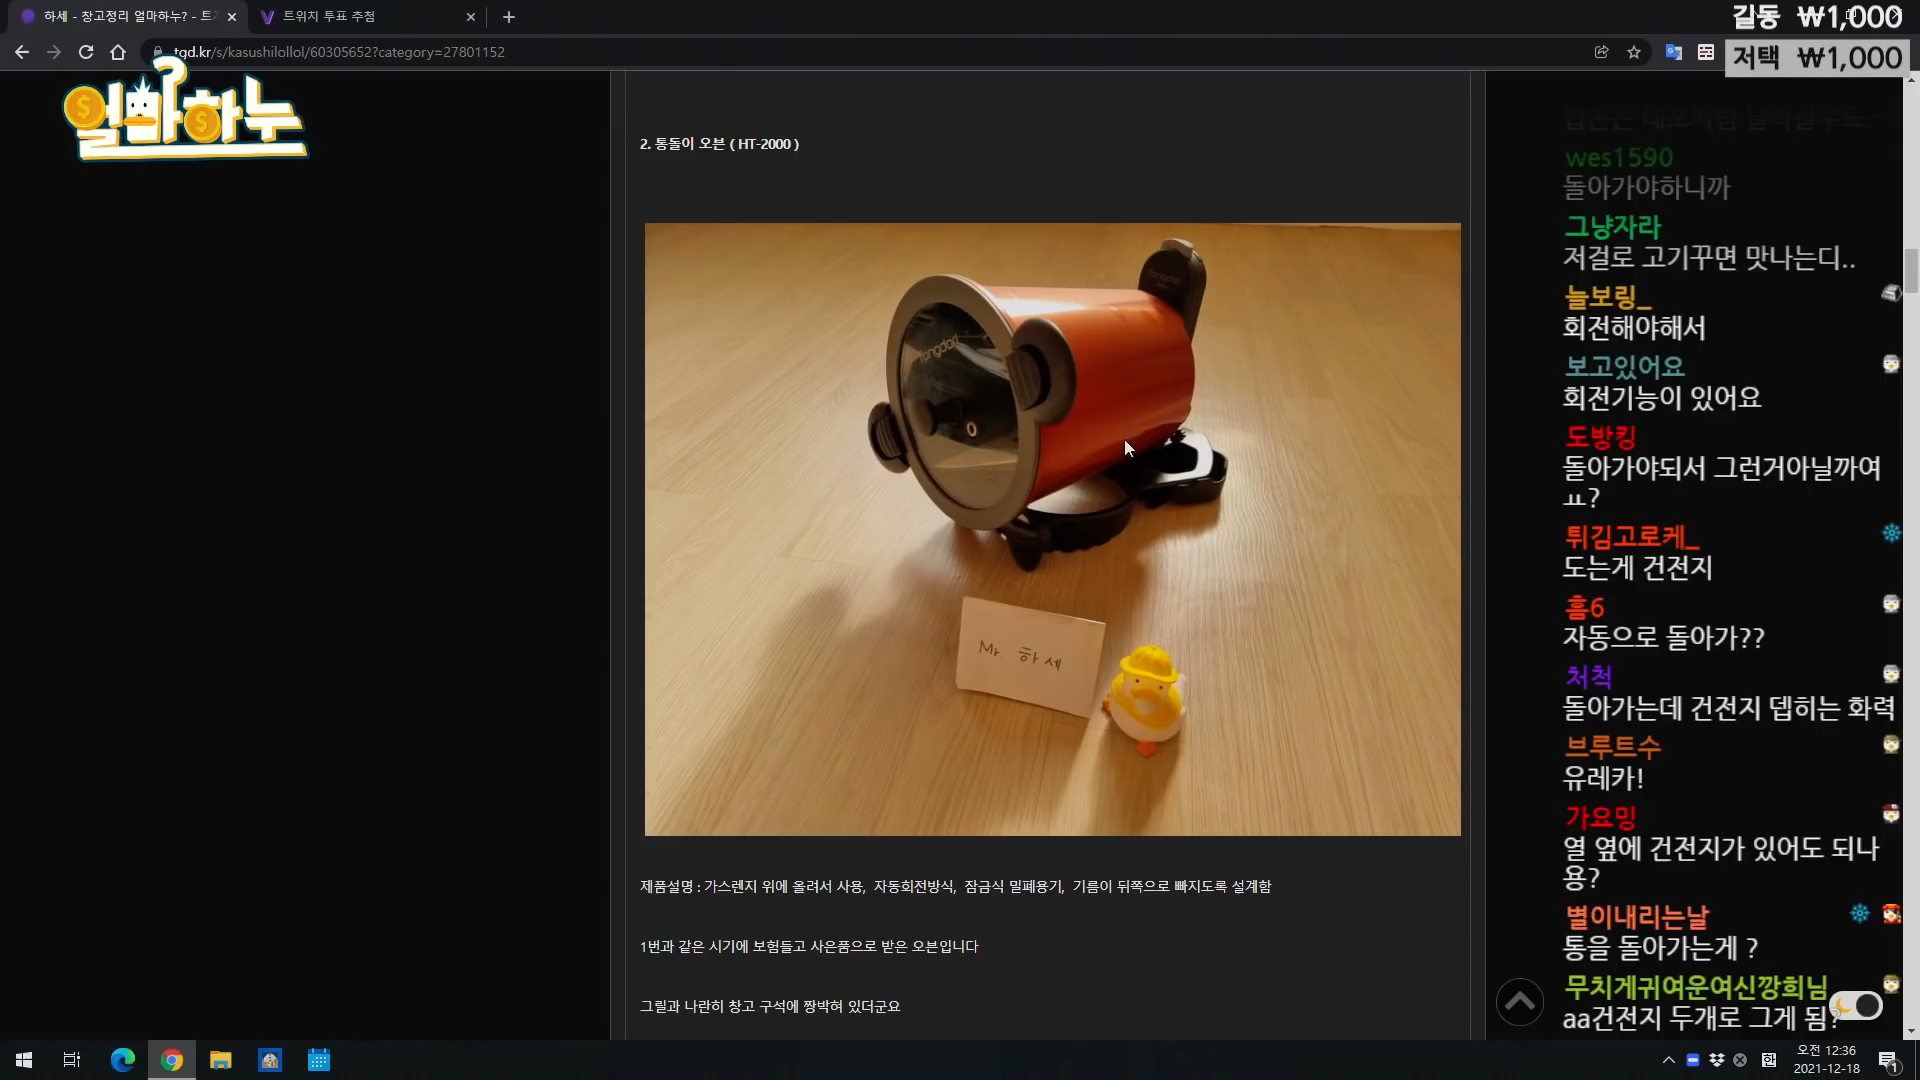 하세 - 창고정리 얼마하누? - 트
트위치 투표 추첨
길동 ₩1,000
tgd.kr/s/kasushilollol/60305652?category=27801152
저택 ₩1,000
얼마하누?
2. 통돌이 오븐 ( HT-2000 )
Tongdori
Mr 하세
제품설명 : 가스렌지 위에 올려서 사용, 자동회전방식, 잠금식 밀폐용기, 기름이 뒤쪽으로 빠지도록 설계함
1번과 같은 시기에 보험들고 사은품으로 받은 오븐입니다
그릴과 나란히 창고 구석에 짱박혀 있더군요
wes1590
돌아가야하니까
그냥자라
저걸로 고기꾸면 맛나는디..
늘보링_
회전해야해서
보고있어요
회전기능이 있어요
도방킹
돌아가야되서 그런거아닐까여
ㅛ?
튀김고로케_
도는게 건전지
홈6
자동으로 돌아가??
처척
돌아가는데 건전지 뎁히는 화력
브루트수
유레카!
가요밍
열 옆에 건전지가 있어도 되나
용?
별이내리는날
통을 돌아가는게 ?
무치게귀여운여신깡희님
aa건전지 두개로 그게 됨?
한
오전 12:36
2021-12-18
1